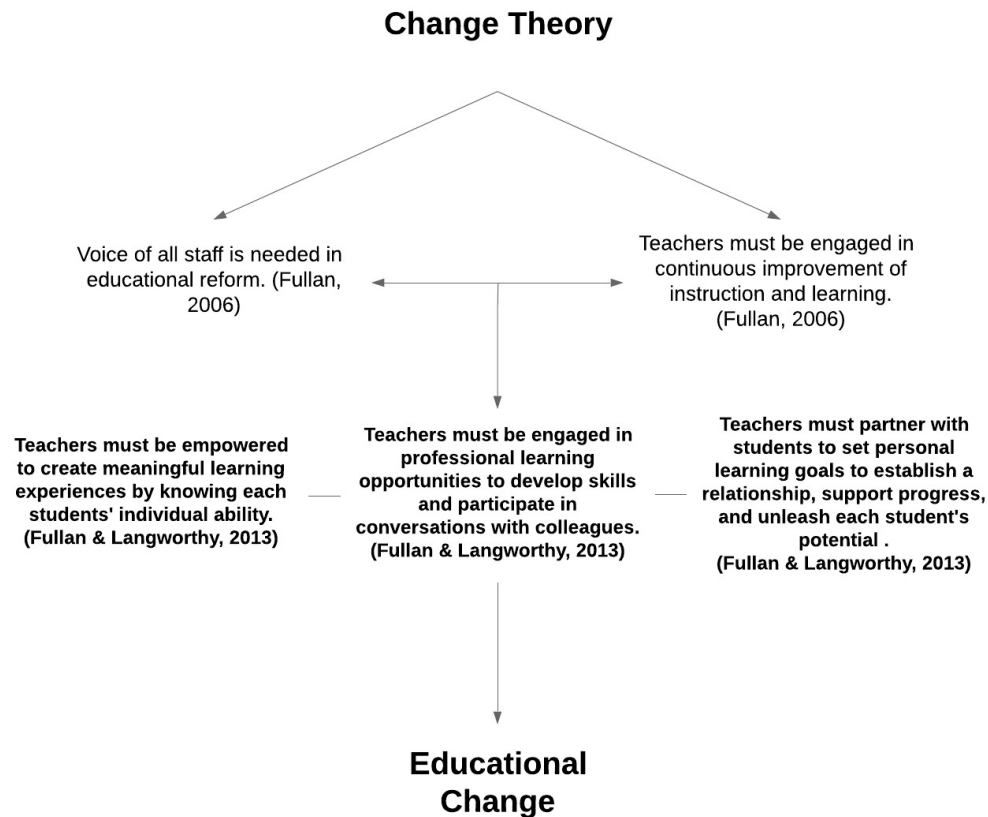 Change Theory
Voice of all staff is needed in
educational reform. (Fullan,
2006)
Teachers must be engaged in
continuous improvement of
instruction and learning.
(Fullan, 2006)
Teachers must be empowered
to create meaningful learning
experiences by knowing each
students' individual ability.
(Fullan & Langworthy, 2013)
Teachers must be engaged in
professional learning
opportunities to develop skills
and participate in
conversations with colleagues.
(Fullan & Langworthy, 2013)
Teachers must partner with
students to set personal
learning goals to establish a
relationship, support progress,
and unleash each student's
potential .
(Fullan & Langworthy, 2013)
Educational
Change